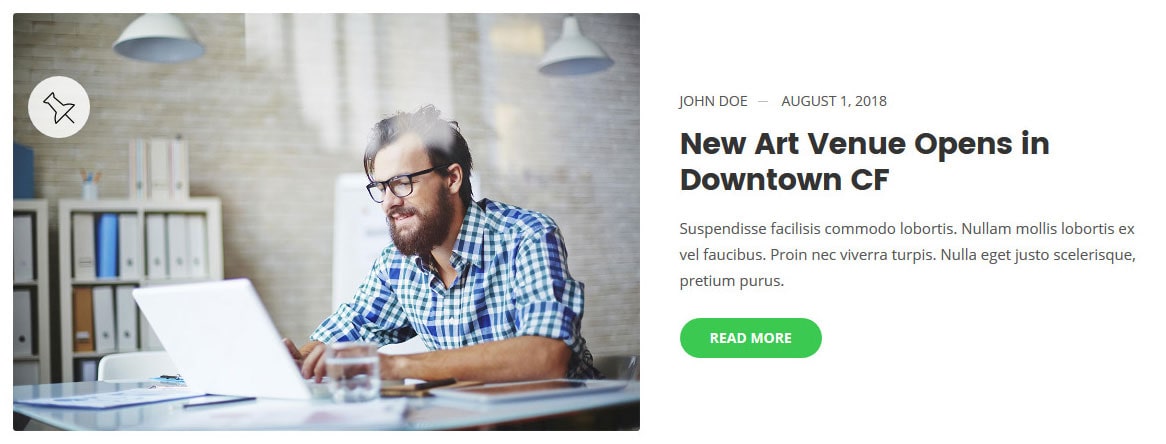 JOHN DOE — AUGUST 1, 2018
New Art Venue Opens in
Downtown CF
Suspendisse facilisis commodo lobortis. Nullam mollis lobortis ex
vel faucibus. Proin nec viverra turpis. Nulla eget justo scelerisque,
pretium purus.
READ MORE